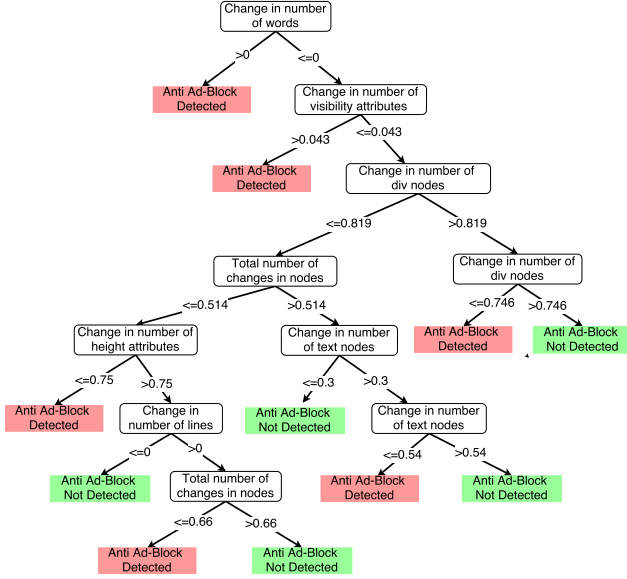 Change in number
of words
>0
<=0
Anti Ad-Block
Detected
Change in number of
visibility attributes
>0.043
<=0.043
Anti Ad-Block
Detected
Change in number of
div nodes
<=0.819
>0.819
Total number of
changes in nodes
Change in number of
div nodes
<=0.514
>0.514
<=0.746
>0.746
Change in number of
height attributes
Change in number
of text nodes
Anti Ad-Block
Detected
Anti Ad-Block
Not Detected
<=0.75
>0.75
<=0.3
>0.3
Anti Ad-Block
Detected
Change in
number of lines
Anti Ad-Block
Not Detected
Change in number
of text nodes
<=0
>0
<=0.54
>0.54
Anti Ad-Block
Not Detected
Total number of
changes in nodes
Anti Ad-Block
Detected
Anti Ad-Block
Not Detected
<=0.66
>0.66
Anti Ad-Block
Detected
Anti Ad-Block
Not Detected